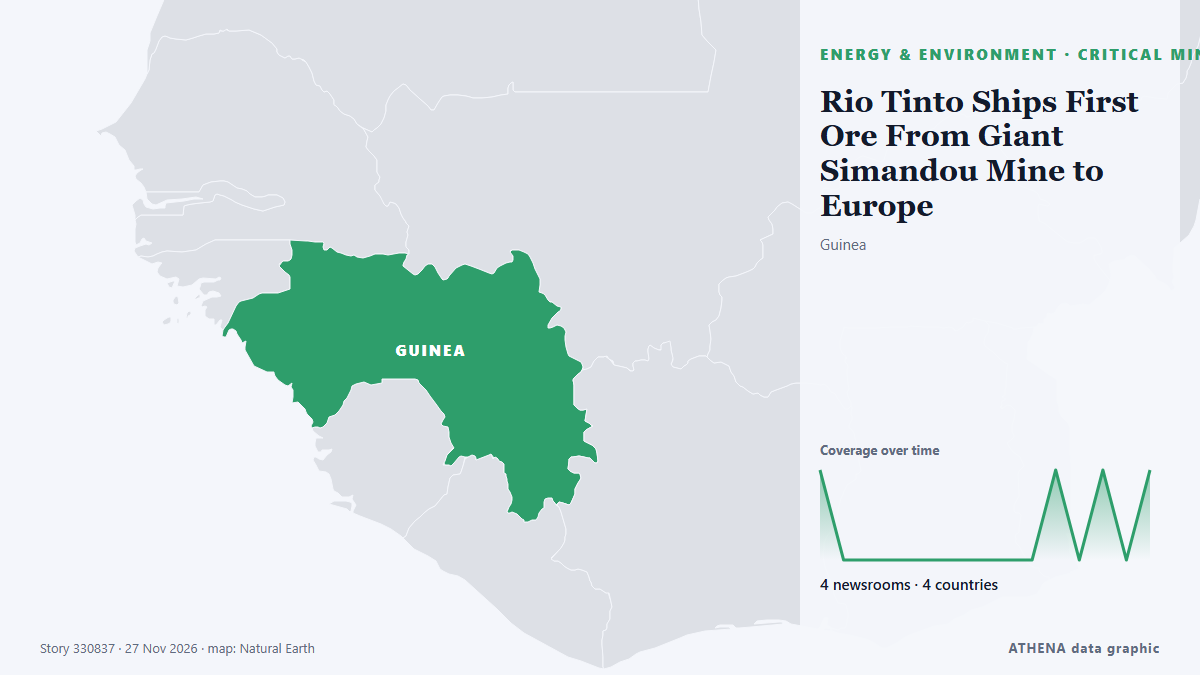 ENERGY & ENVIRONMENT · CRITICAL MIN
Rio Tinto Ships First
Ore From Giant
Simandou Mine to
Europe
Guinea
GUINEA
Coverage over time
4 newsrooms · 4 countries
Story 330837 · 27 Nov 2026 · map: Natural Earth
ATHENA data graphic